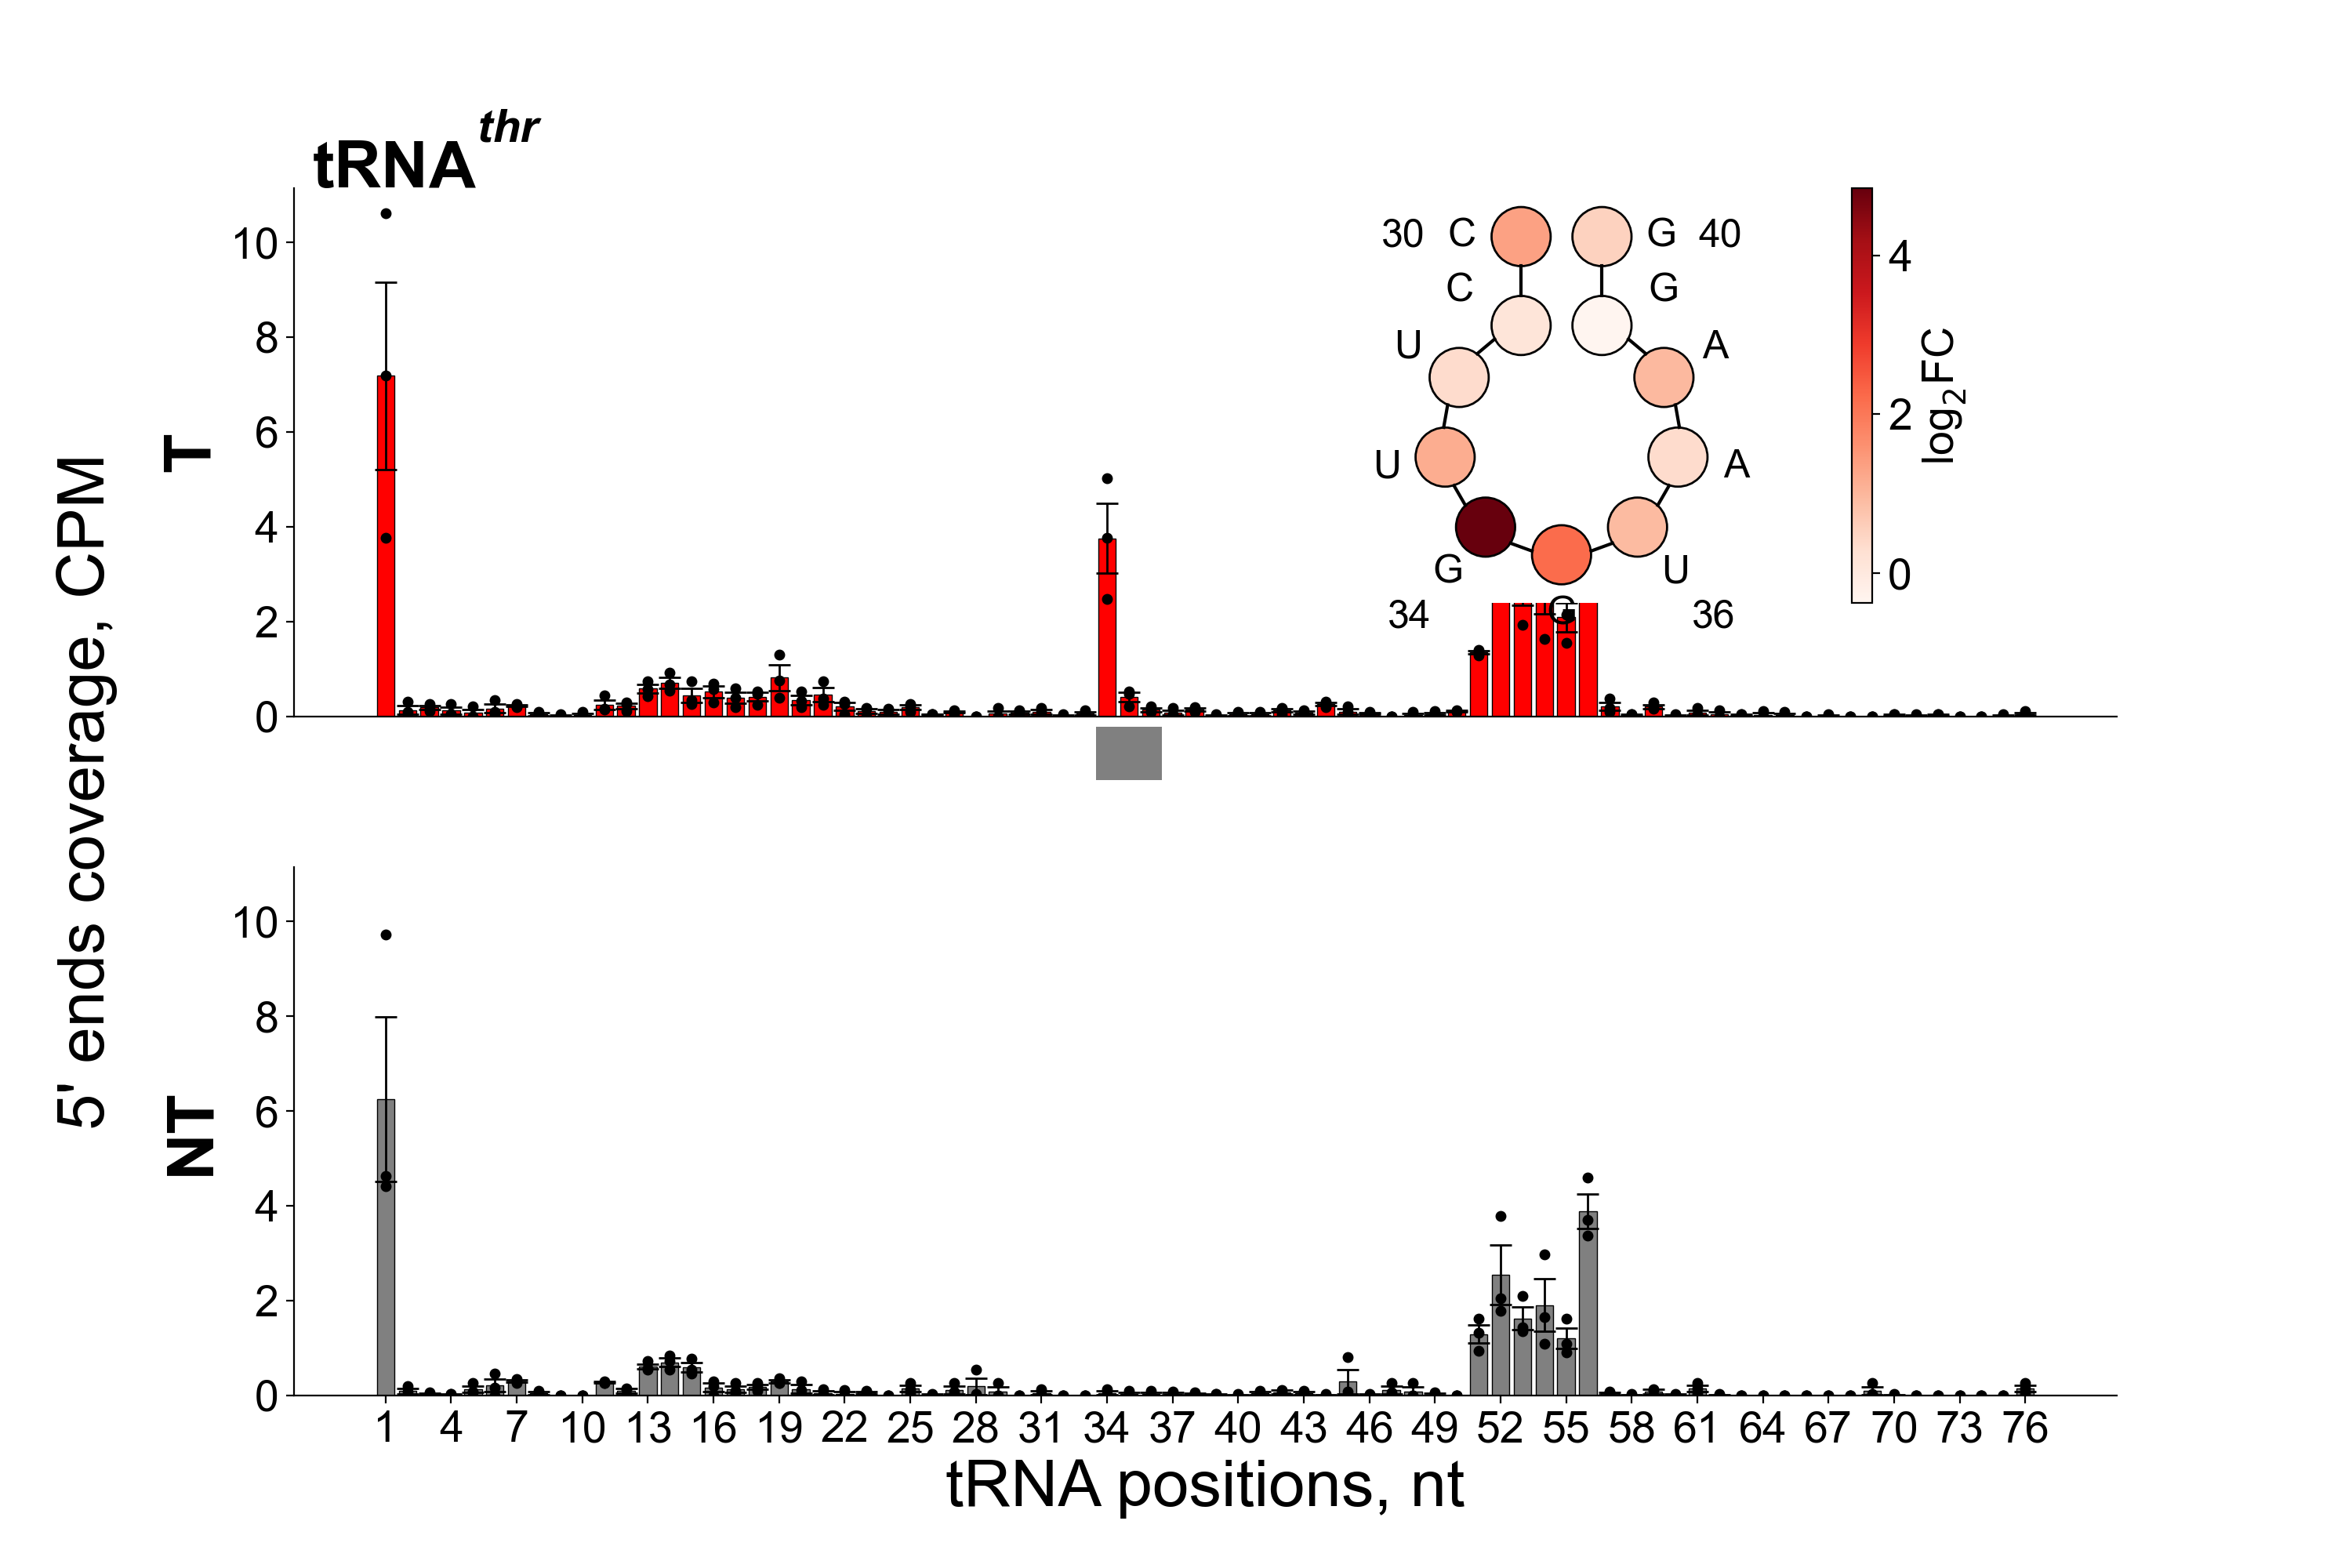 tRNA^thr
5' ends coverage, CPM
T
10
8
6
4
2
0
30 C G 40
C G
U A
U A
G U
34 G 36
4
2
0
log2FC
NT
10
8
6
4
2
0
1 4 7 10 13 16 19 22 25 28 31 34 37 40 43 46 49 52 55 58 61 64 67 70 73 76
tRNA positions, nt